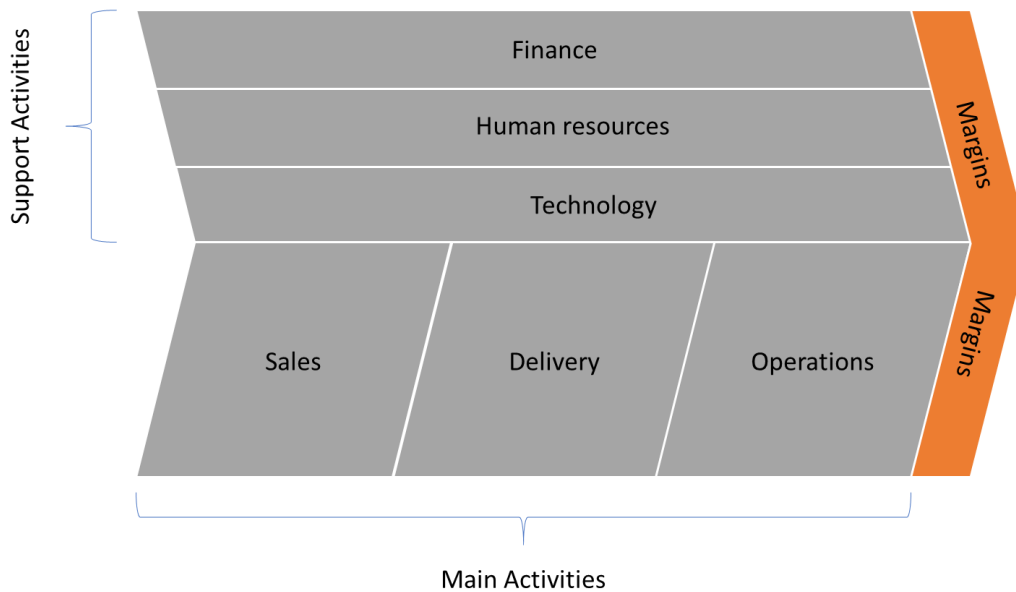 Support Activities
Finance
Human resources
Technology
Margins
Sales
Delivery
Operations
Margins
Main Activities